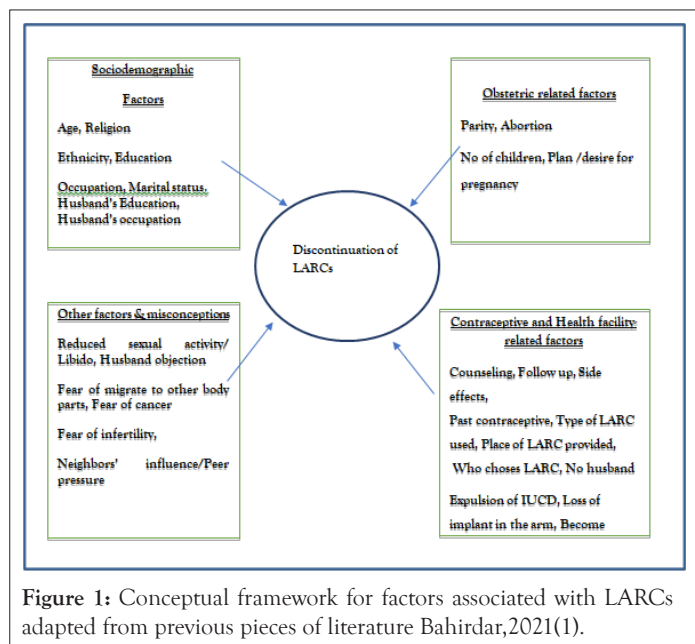 Sociodemographic
Factors
Age, Religion
Ethnicity, Education
Occupation, Marital status.
Husband's Education,
Husband's occupation
Obstetric related factors
Parity, Abortion
No of children, Plan /desire for
pregnancy
Discontinuation of
LARCs
Other factors & misconceptions
Reduced sexual activity/
Libido, Husband objection
Fear of migrate to other body
parts, Fear of cancer
Fear of infertility,
Neighbors' influence/Peer
pressure
Contraceptive and Health facility
related factors
Counseling, Follow up, Side
effects,
Past contraceptive, Type of LARC
used, Place of LARC provided,
Who choses LARC, No husband
Expulsion of IUCD, Loss of
implant in the arm, Become
Figure 1: Conceptual framework for factors associated with LARCs
adapted from previous pieces of literature Bahirdar,2021(1).